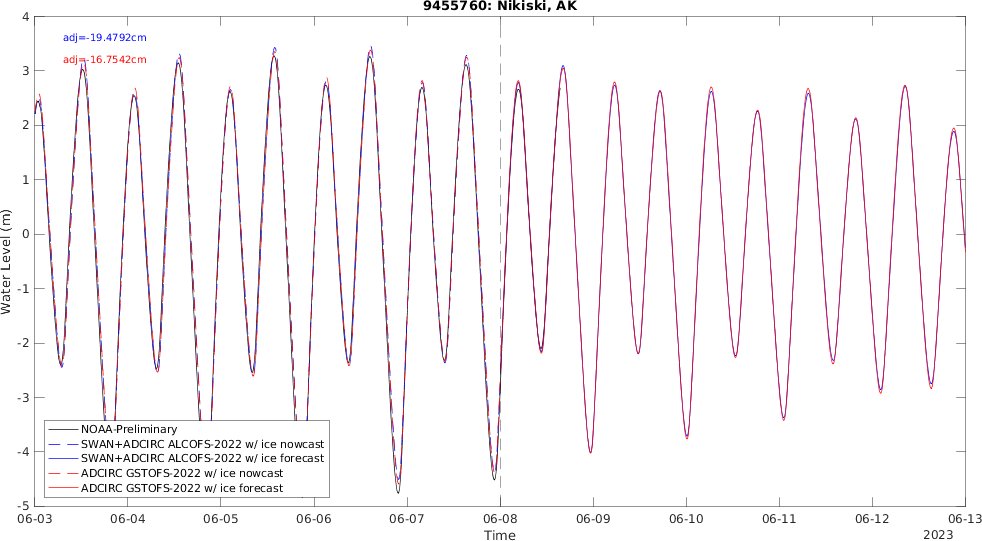 9455760: Nikiski, AK
adj=-19.4792cm
adj=-16.7542cm
4
3
2
1
0
-1
-2
-3
-4
-5
Water Level (m)
NOAA-Preliminary
SWAN+ADCIRC ALCOFS-2022 w/ ice nowcast
SWAN+ADCIRC ALCOFS-2022 w/ ice forecast
ADCIRC GSTOFS-2022 w/ ice nowcast
ADCIRC GSTOFS-2022 w/ ice forecast
06-03 06-04 06-05 06-06 06-07 06-08 06-09 06-10 06-11 06-12 06-13
Time
2023